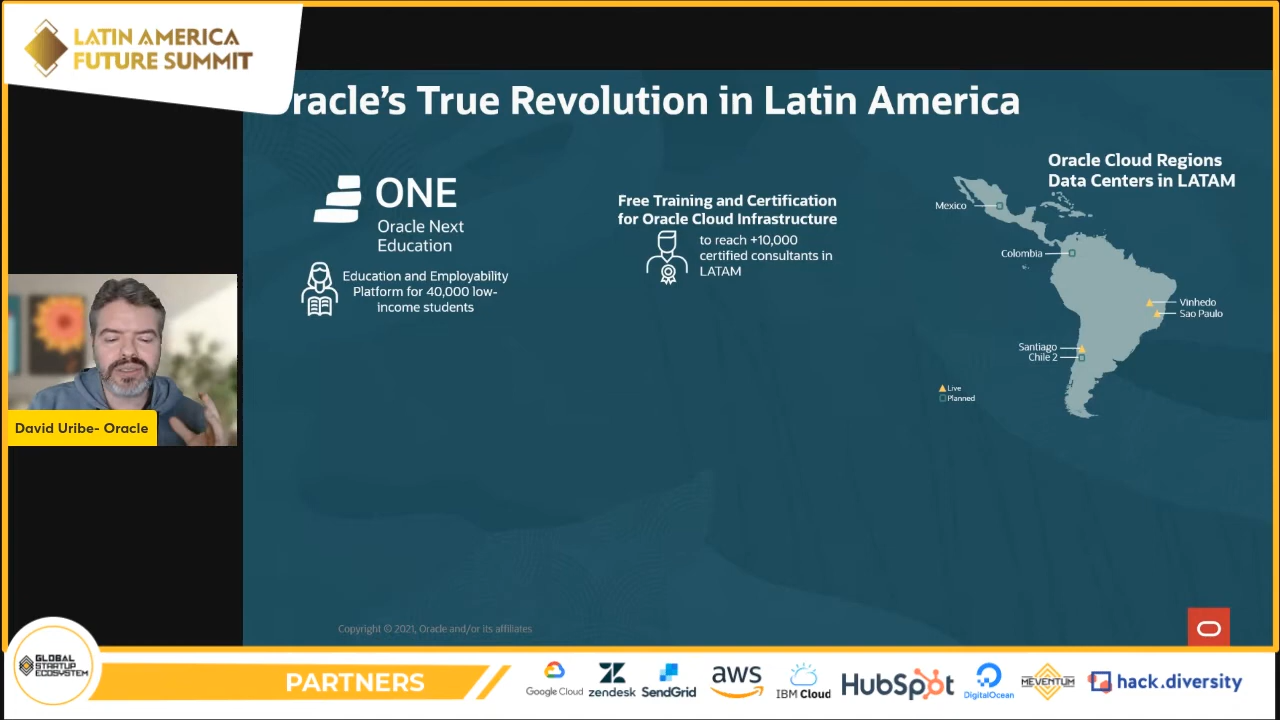 LATIN AMERICA
FUTURE SUMMIT
Oracle's True Revolution in Latin America
ONE
Oracle Next
Education
Education and Employability
Platform for 40,000 low-
income students
Free Training and Certification
for Oracle Cloud Infrastructure
to reach +10,000
certified consultants in
LATAM
Oracle Cloud Regions
Data Centers in LATAM
Mexico
Colombia
Vinhedo
Sao Paulo
Santiago
Chile 2
Live
Planned
David Uribe- Oracle
Copyright © 2021, Oracle and/or its affiliates
GLOBAL
STARTUP
ECOSYSTEM
PARTNERS
Google Cloud
zendesk
SendGrid
aws
IBM Cloud
HubSpot
DigitalOcean
MEVENTUM
hack.diversity